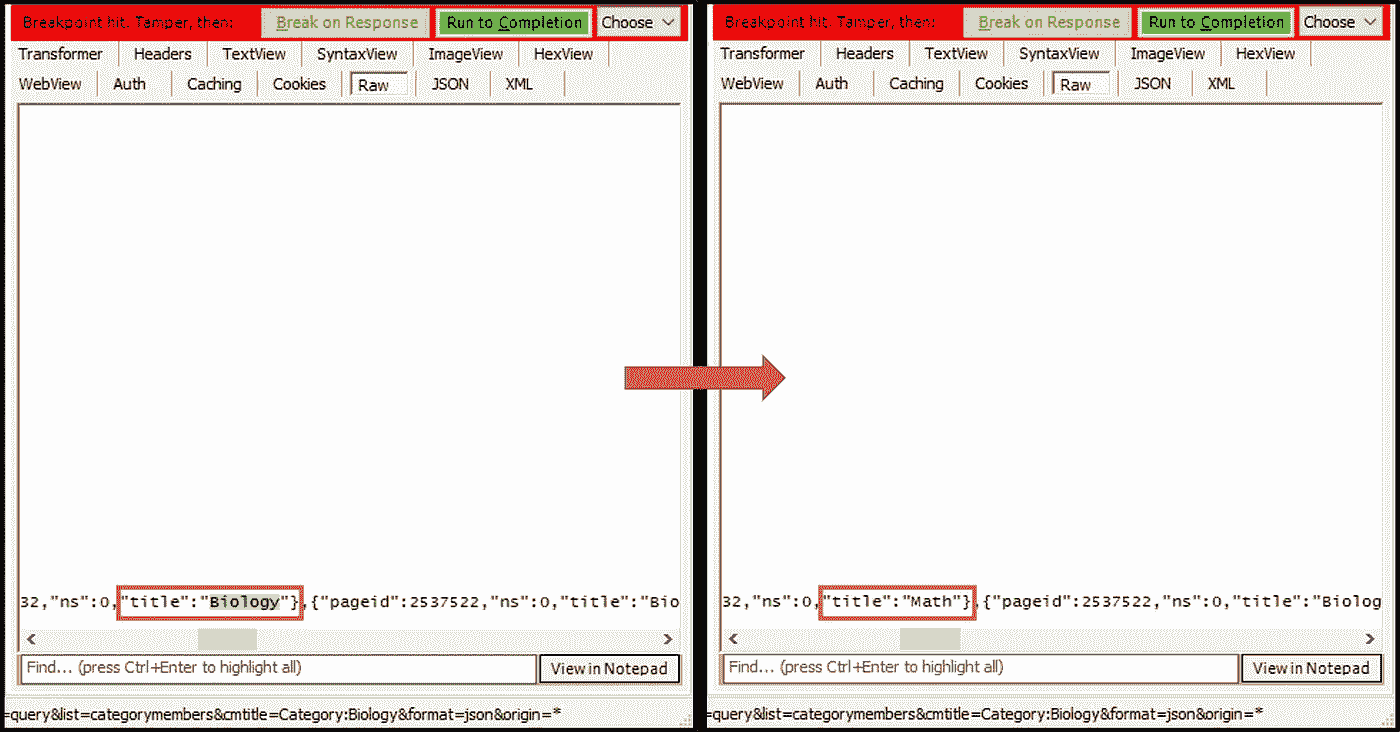 Breakpoint hit. Tamper, then: Break on Response Run to Completion Choose
Transformer Headers TextView SyntaxView ImageView HexView
WebView Auth Caching Cookies Raw JSON XML
32,"ns":0,"title":"Biology"},{"pageid":2537522,"ns":0,"title":"Bio
Find... (press Ctrl+Enter to highlight all) View in Notepad
=query&list=categorymembers&cmtitle=Category:Biology&format=json&origin=*
Breakpoint hit. Tamper, then: Break on Response Run to Completion Choose
Transformer Headers TextView SyntaxView ImageView HexView
WebView Auth Caching Cookies Raw JSON XML
32,"ns":0,"title":"Math"},{"pageid":2537522,"ns":0,"title":"Biolog
Find... (press Ctrl+Enter to highlight all) View in Notepad
=query&list=categorymembers&cmtitle=Category:Biology&format=json&origin=*